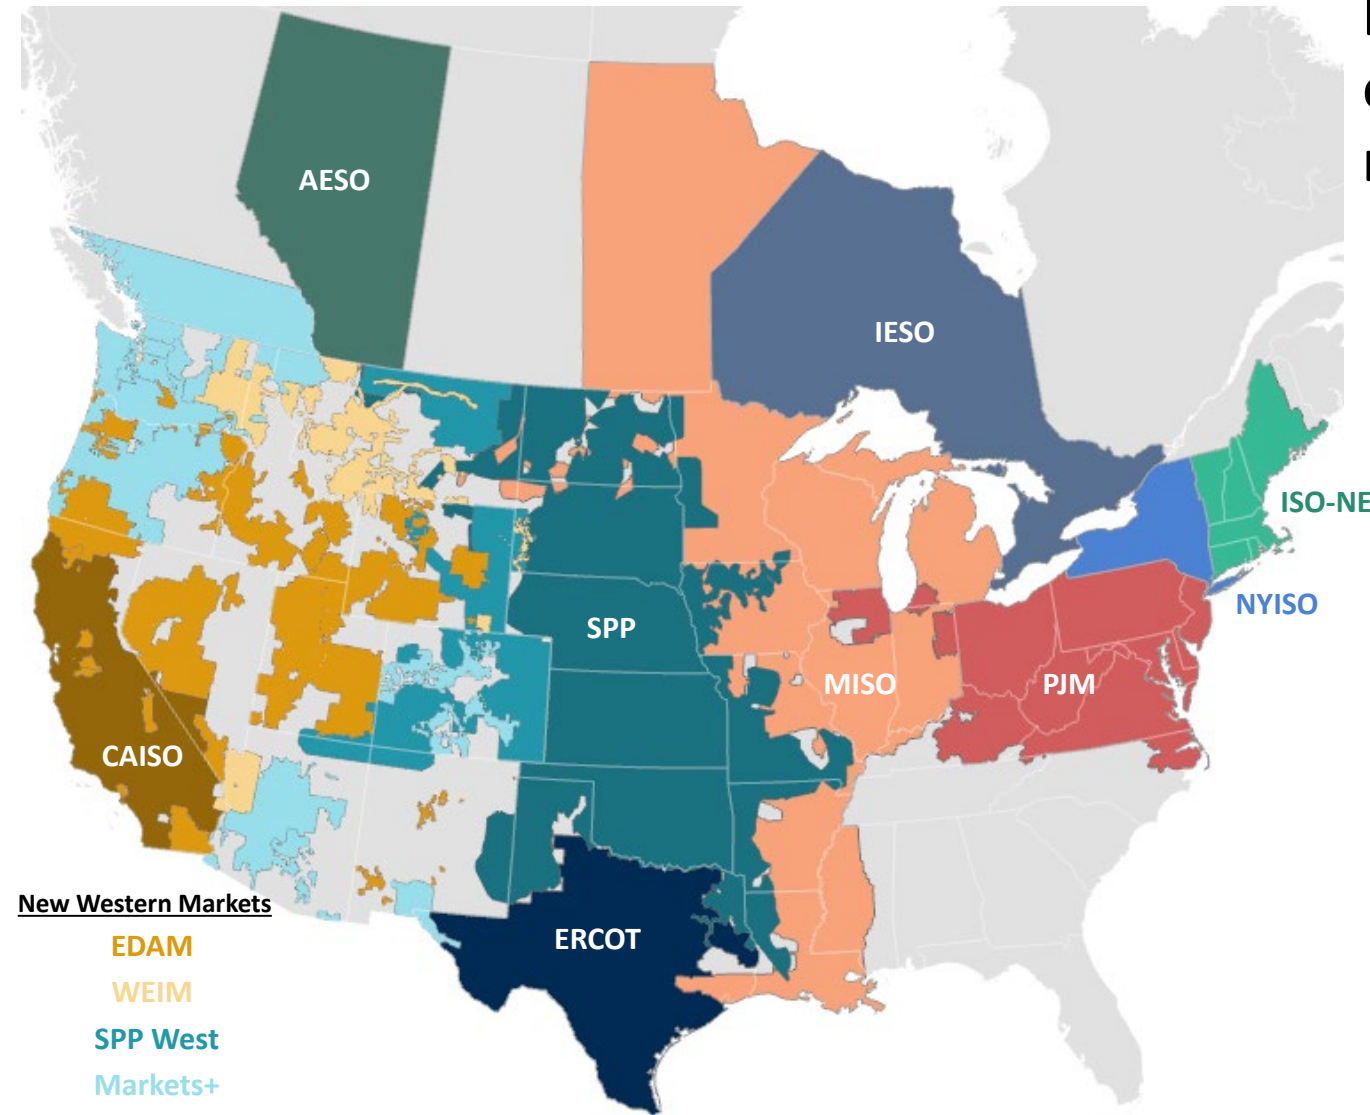 AESO
IESO
ISO-NE
NYISO
SPP
MISO
PJM
CAISO
ERCOT
New Western Markets
EDAM
WEIM
SPP West
Markets+